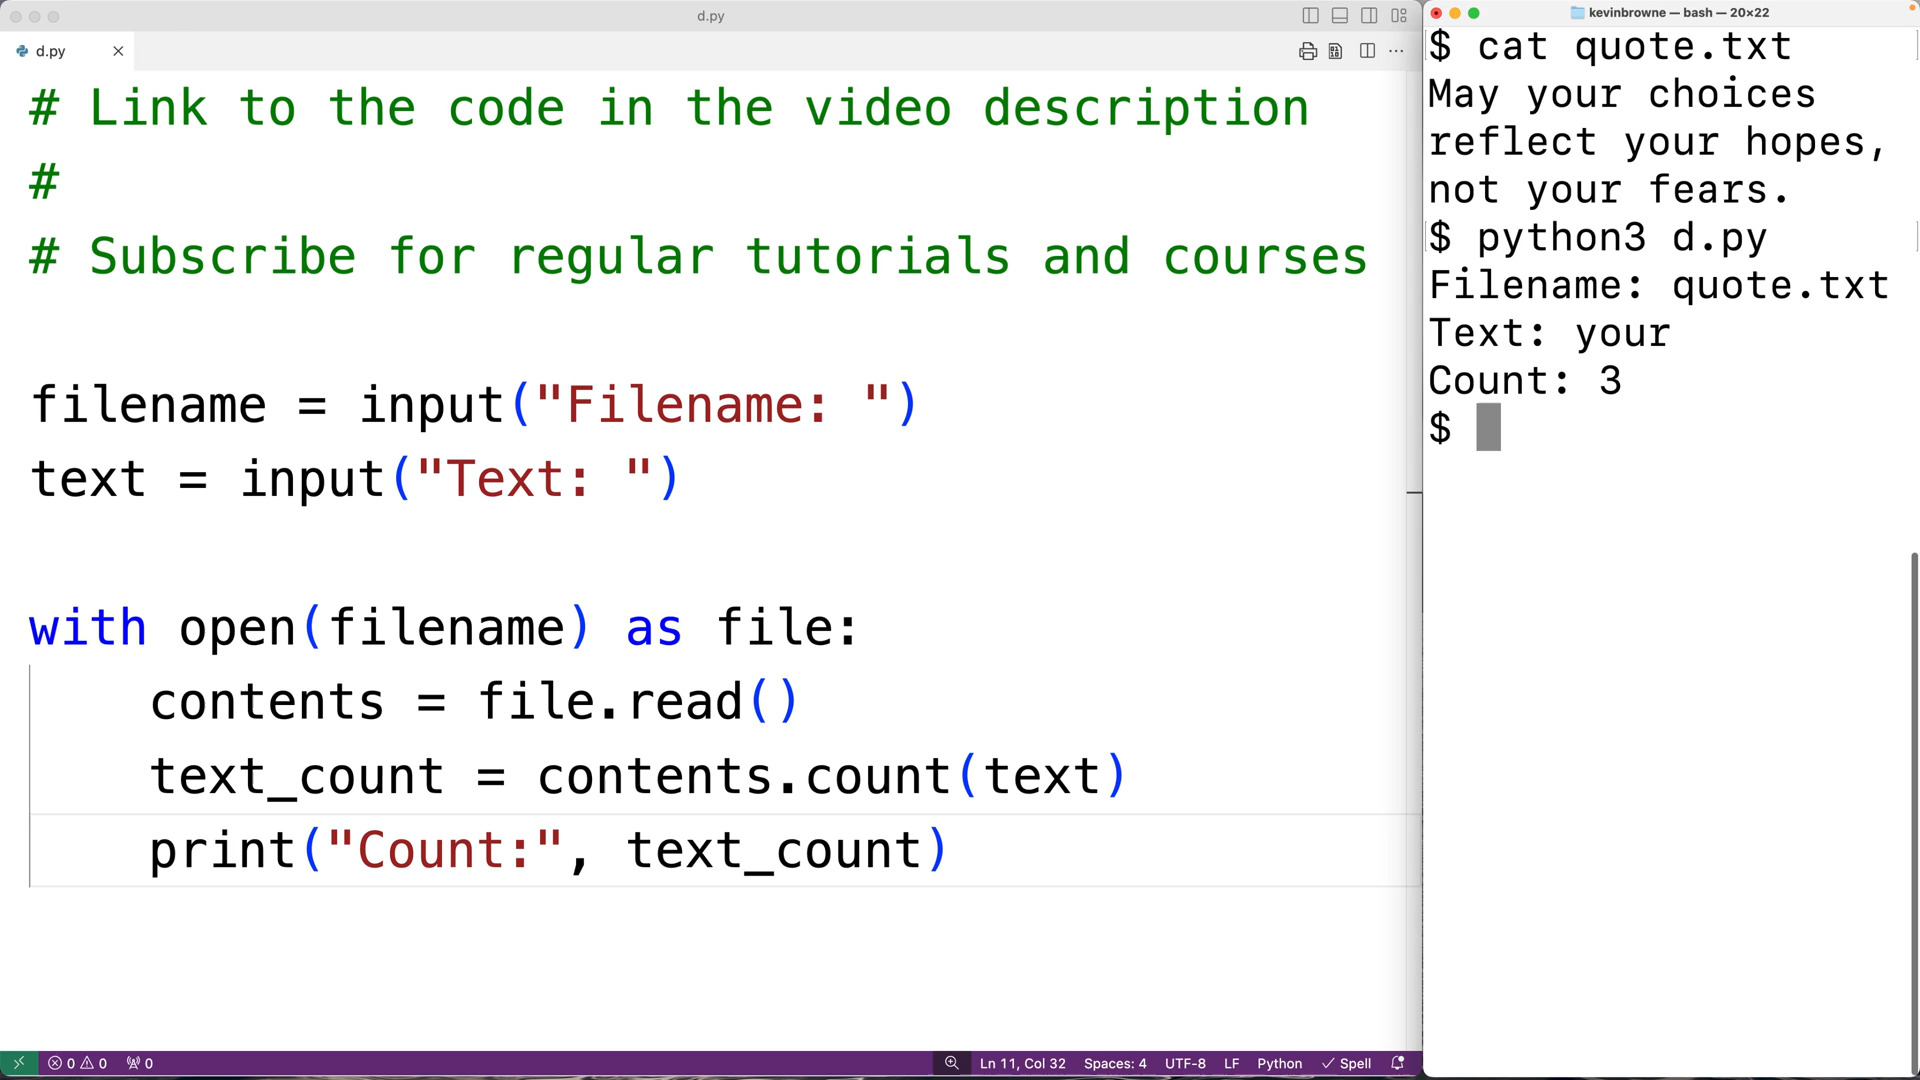 d.py
d.py
# Link to the code in the video description
#
# Subscribe for regular tutorials and courses
filename = input("Filename: ")
text = input("Text: ")
with open(filename) as file:
    contents = file.read()
    text_count = contents.count(text)
    print("Count:", text_count)
0 0 0
Ln 11, Col 32 Spaces: 4 UTF-8 LF Python Spell
kevinbrowne — bash — 20×22
$ cat quote.txt
May your choices
reflect your hopes,
not your fears.
$ python3 d.py
Filename: quote.txt
Text: your
Count: 3
$